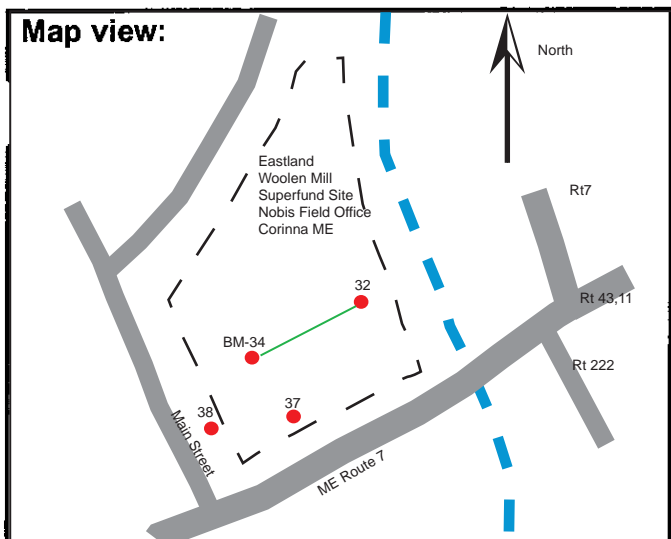 Map view:
North
Eastland
Woolen Mill
Superfund Site
Nobis Field Office
Corinna ME
Rt7
32
Rt 43,11
BM-34
Rt 222
37
38
Main Street
ME Route 7